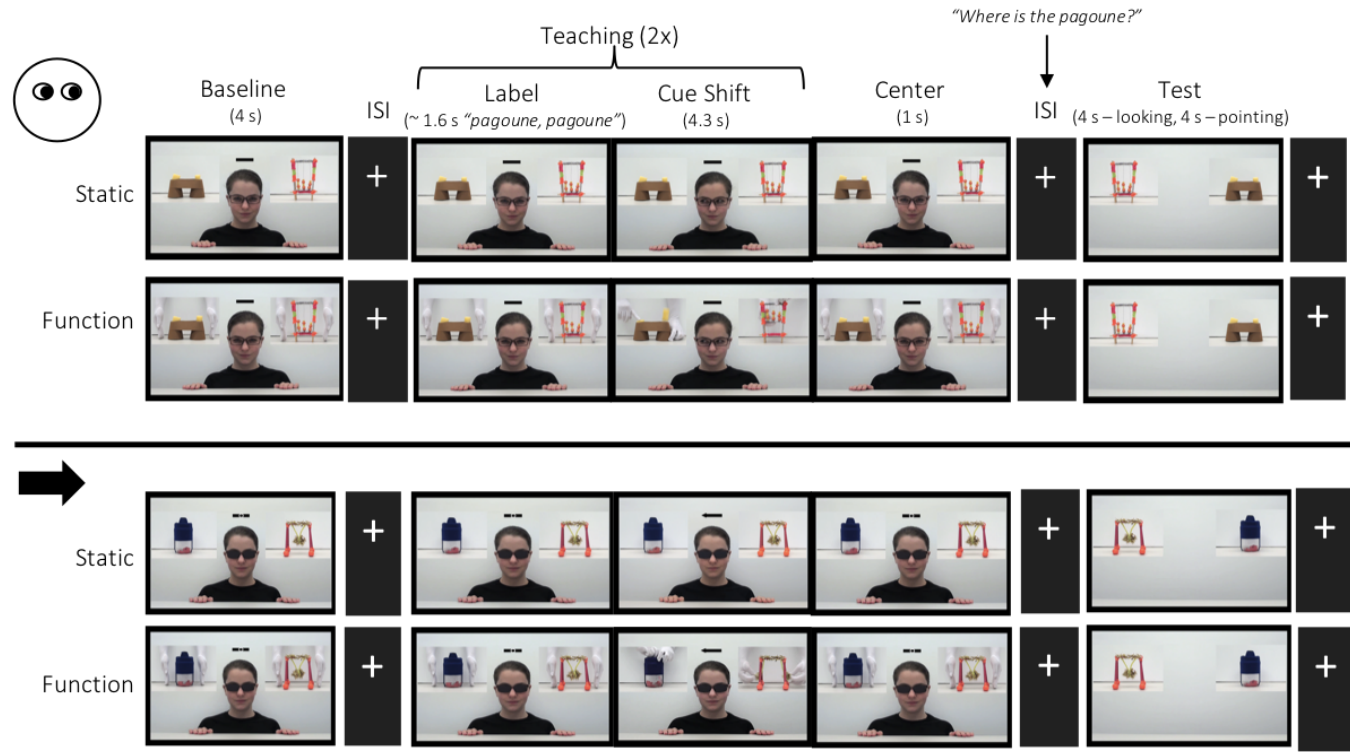 “Where is the pagoune?”
Teaching (2x)
Baseline
(4 s)
ISI
Label
(~ 1.6 s “pagoune, pagoune”)
Cue Shift
(4.3 s)
Center
(1 s)
ISI
Test
(4 s – looking, 4 s – pointing)
Static
Function
Static
Function